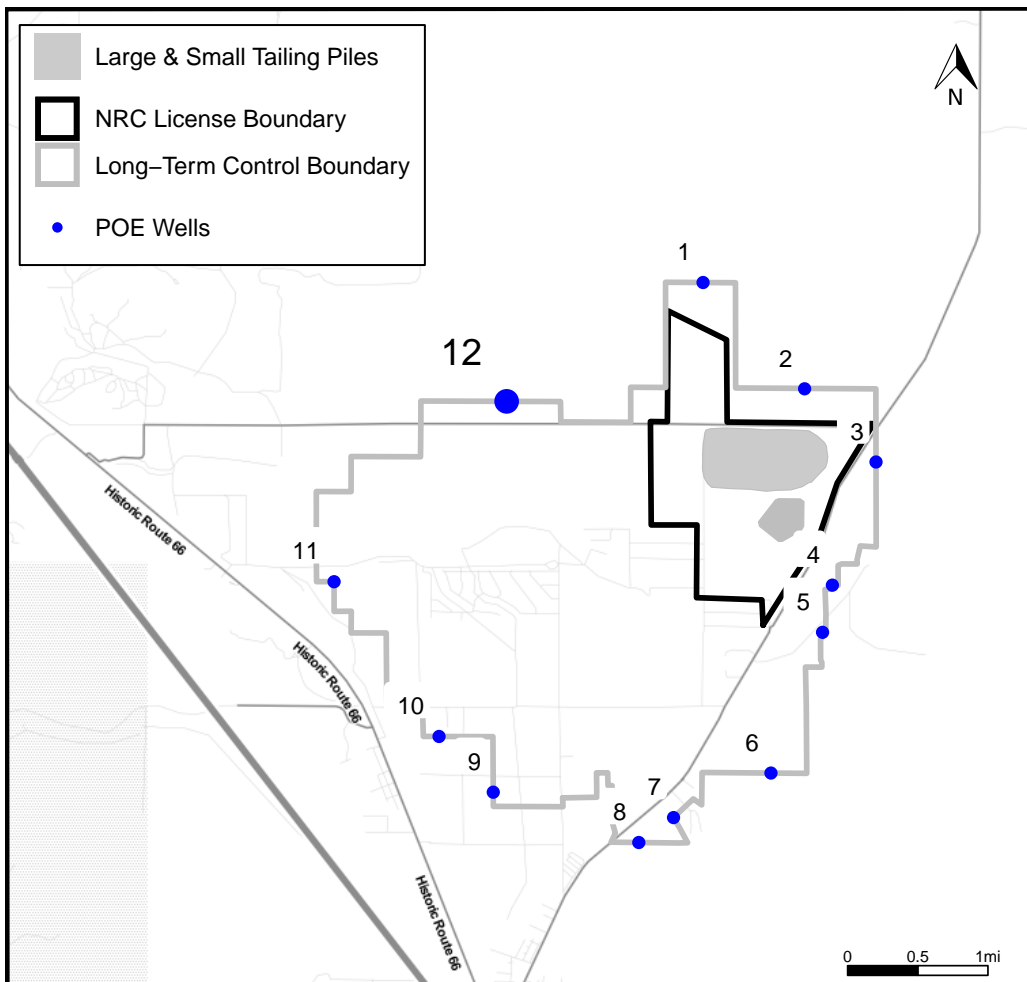 Large & Small Tailing Piles
NRC License Boundary
Long−Term Control Boundary
POE Wells
N
1
12
2
3
Historic Route 66
11
4
5
Historic Route 66
10
6
9
7
8
Historic Route 66
0 0.5 1mi